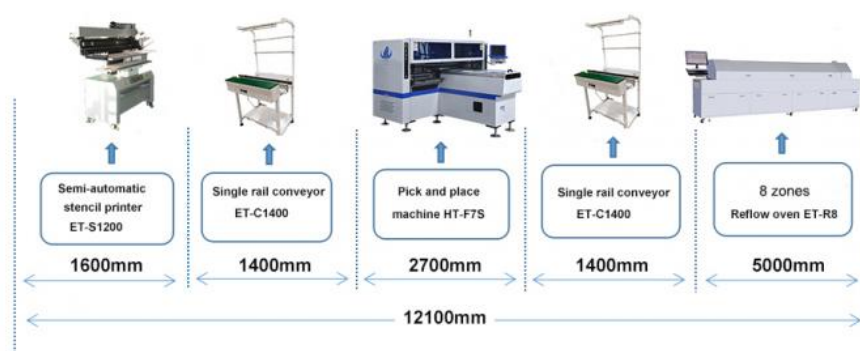 Semi-automatic
stencil printer
ET-S1200
Single rail conveyor
ET-C1400
Pick and place
machine HT-F7S
Single rail conveyor
ET-C1400
8 zones
Reflow oven ET-R8
1600mm
1400mm
2700mm
1400mm
5000mm
12100mm